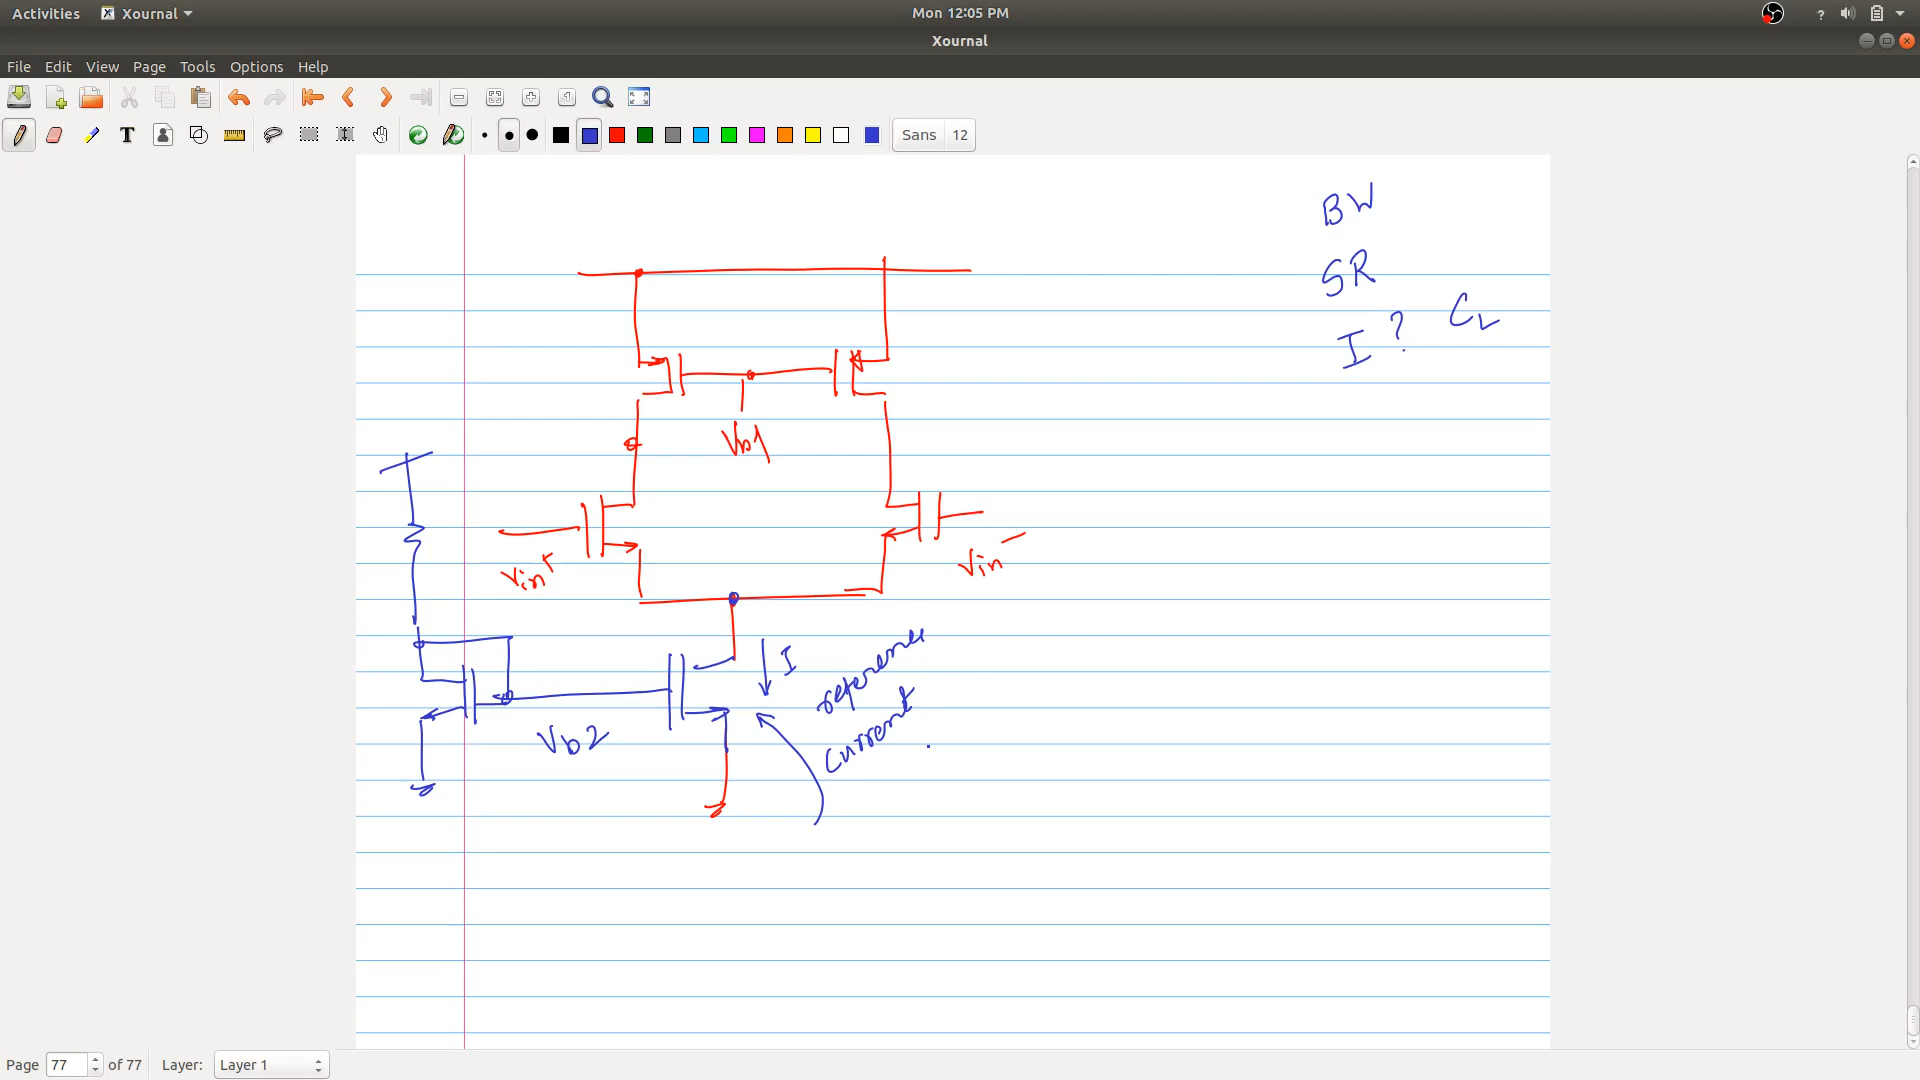 Activities Xournal Mon 12:05 PM ?
Xournal
File Edit View Page Tools Options Help
T Sans 12
BW
SR
I ? CL
Vb1
Vin+ Vin-
I
reference
current
Vb2
Page 77 of 77 Layer: Layer 1